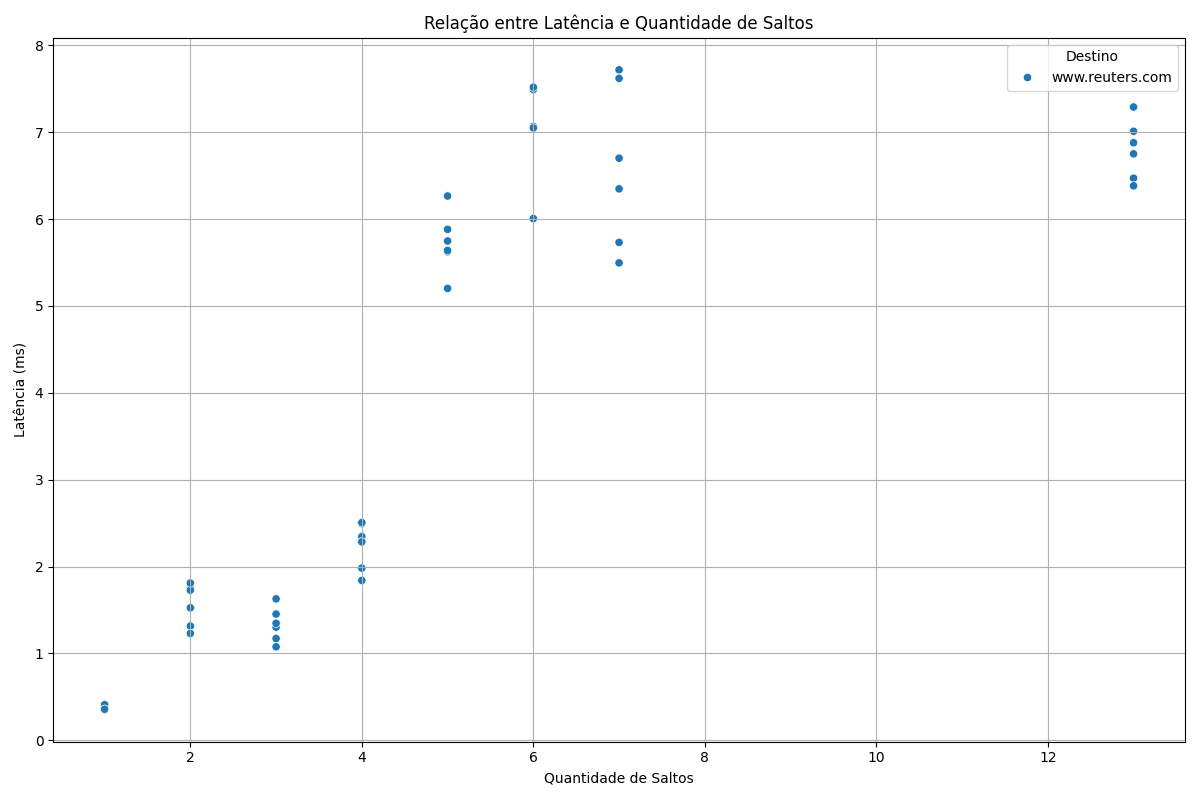 Relação entre Latência e Quantidade de Saltos
Destino
www.reuters.com
Latência (ms)
8
7
6
5
4
3
2
1
0
2 4 6 8 10 12
Quantidade de Saltos